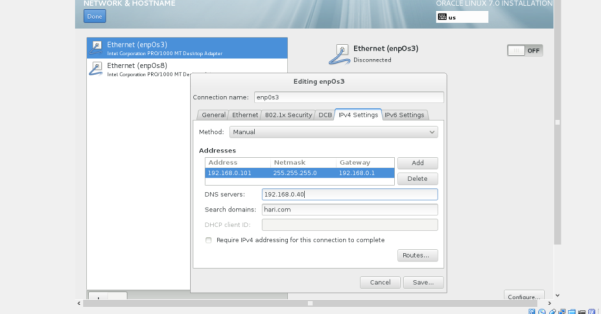 NETWORK & HOSTNAME
ORACLE LINUX 7.0 INSTALLATION
Done
us
Ethernet (enp0s3)
Intel Corporation PRO/1000 MT Desktop Adapter
Ethernet (enp0s8)
Intel Corporation PRO/1000 MT De
Ethernet (enp0s3)
Disconnected
OFF
Editing enp0s3
Connection name: enp0s3
General Ethernet 802.1x Security DCB IPv4 Settings IPv6 Settings
Method: Manual
Addresses
Address Netmask Gateway
192.168.0.101 255.255.255.0 192.168.0.1
Add
Delete
DNS servers: 192.168.0.40
Search domains: hari.com
DHCP client ID:
Require IPv4 addressing for this connection to complete
Routes...
Cancel Save...
Configure...